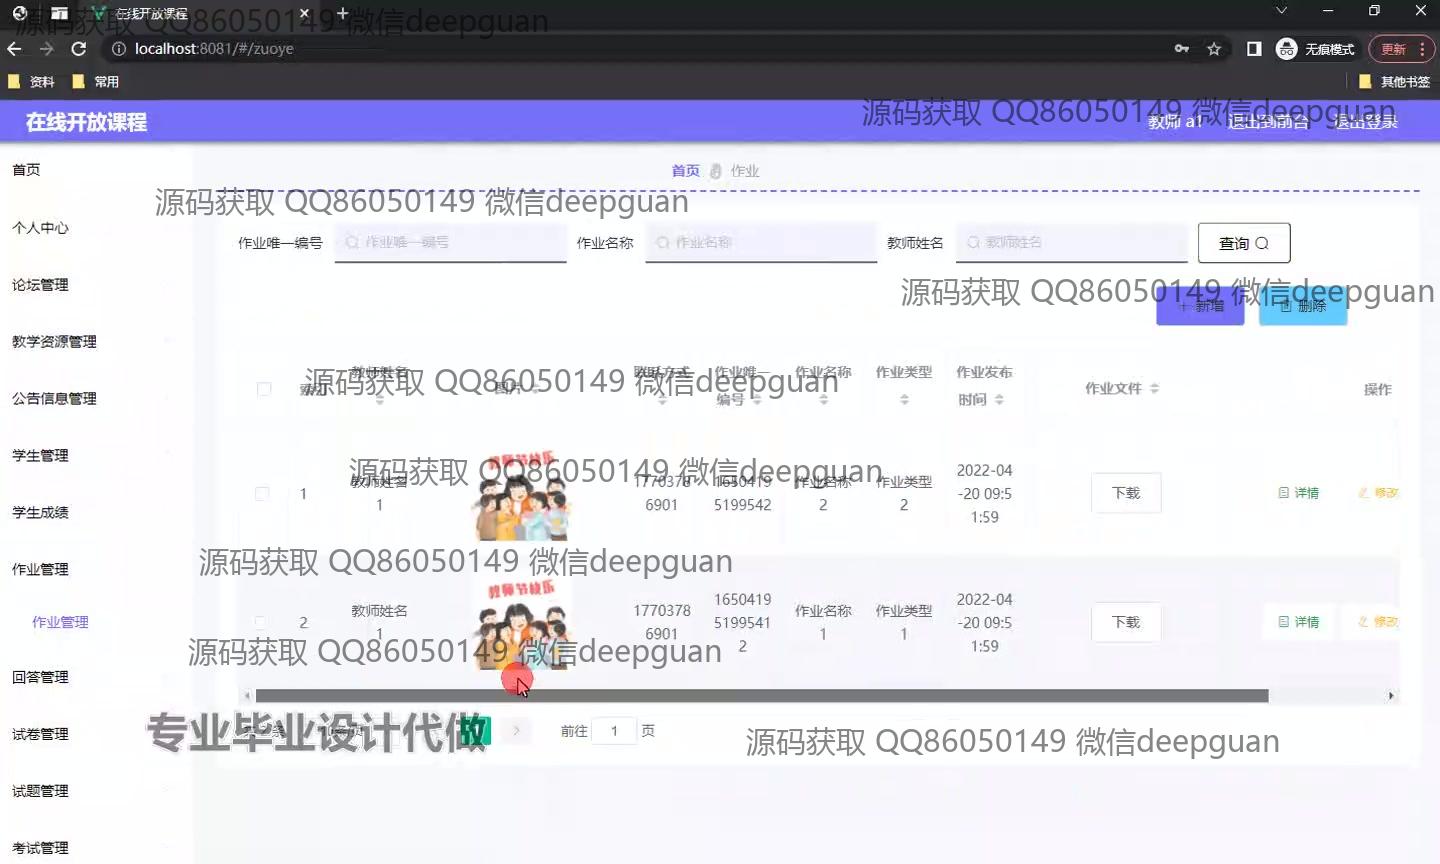 在线开放课程
源码获取 QQ86050149 微信deepguan
localhost:8081/#/zuoye
无痕模式
更新
资料
常用
其他书签
在线开放课程
源码获取 QQ86050149 微信deepguan
教师 a1
退出到前台
退出登录
首页
个人中心
论坛管理
教学资源管理
公告信息管理
学生管理
学生成绩
作业管理
作业管理
回答管理
试卷管理
试题管理
考试管理
首页
作业
源码获取 QQ86050149 微信deepguan
作业唯一编号
作业唯一编号
作业名称
作业名称
教师姓名
教师姓名
查询
源码获取 QQ86050149 微信deepguan
新增
删除
源码获取 QQ86050149 微信deepguan
索引
教师姓名
图片
联系方式
作业唯一
编号
作业名称
作业类型
作业发布
时间
作业文件
操作
源码获取 QQ86050149 微信deepguan
1
教师姓名
1
教师节快乐
1770378
6901
1650419
5199542
作业名称
2
作业类型
2
2022-04
-20 09:5
1:59
下载
详情
修改
源码获取 QQ86050149 微信deepguan
2
教师姓名
1
教师节快乐
1770378
6901
1650419
5199541
2
作业名称
1
作业类型
1
2022-04
-20 09:5
1:59
下载
详情
修改
源码获取 QQ86050149 微信deepguan
专业毕业设计代做
前往
1
页
源码获取 QQ86050149 微信deepguan